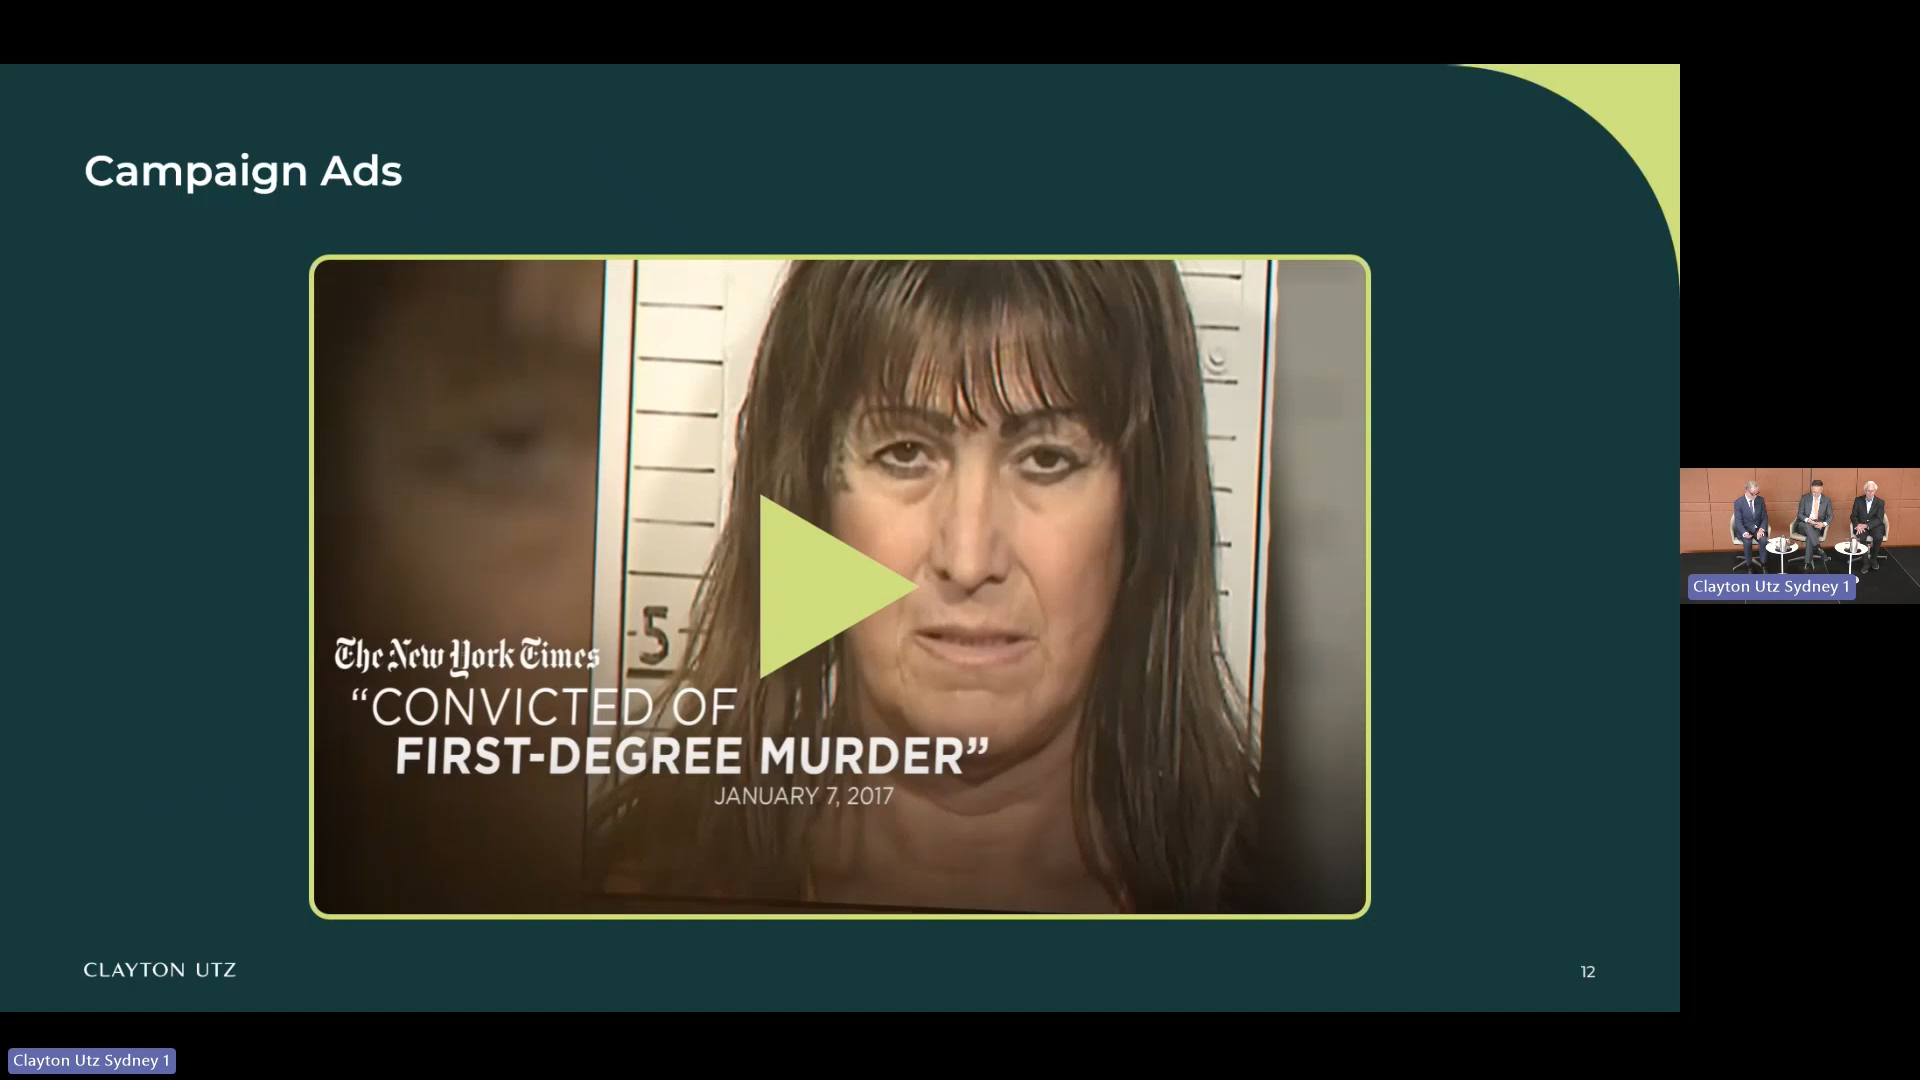 Campaign Ads
5
The New York Times
“CONVICTED OF
FIRST-DEGREE MURDER”
JANUARY 7, 2017
CLAYTON UTZ
12
Clayton Utz Sydney 1
Clayton Utz Sydney 1